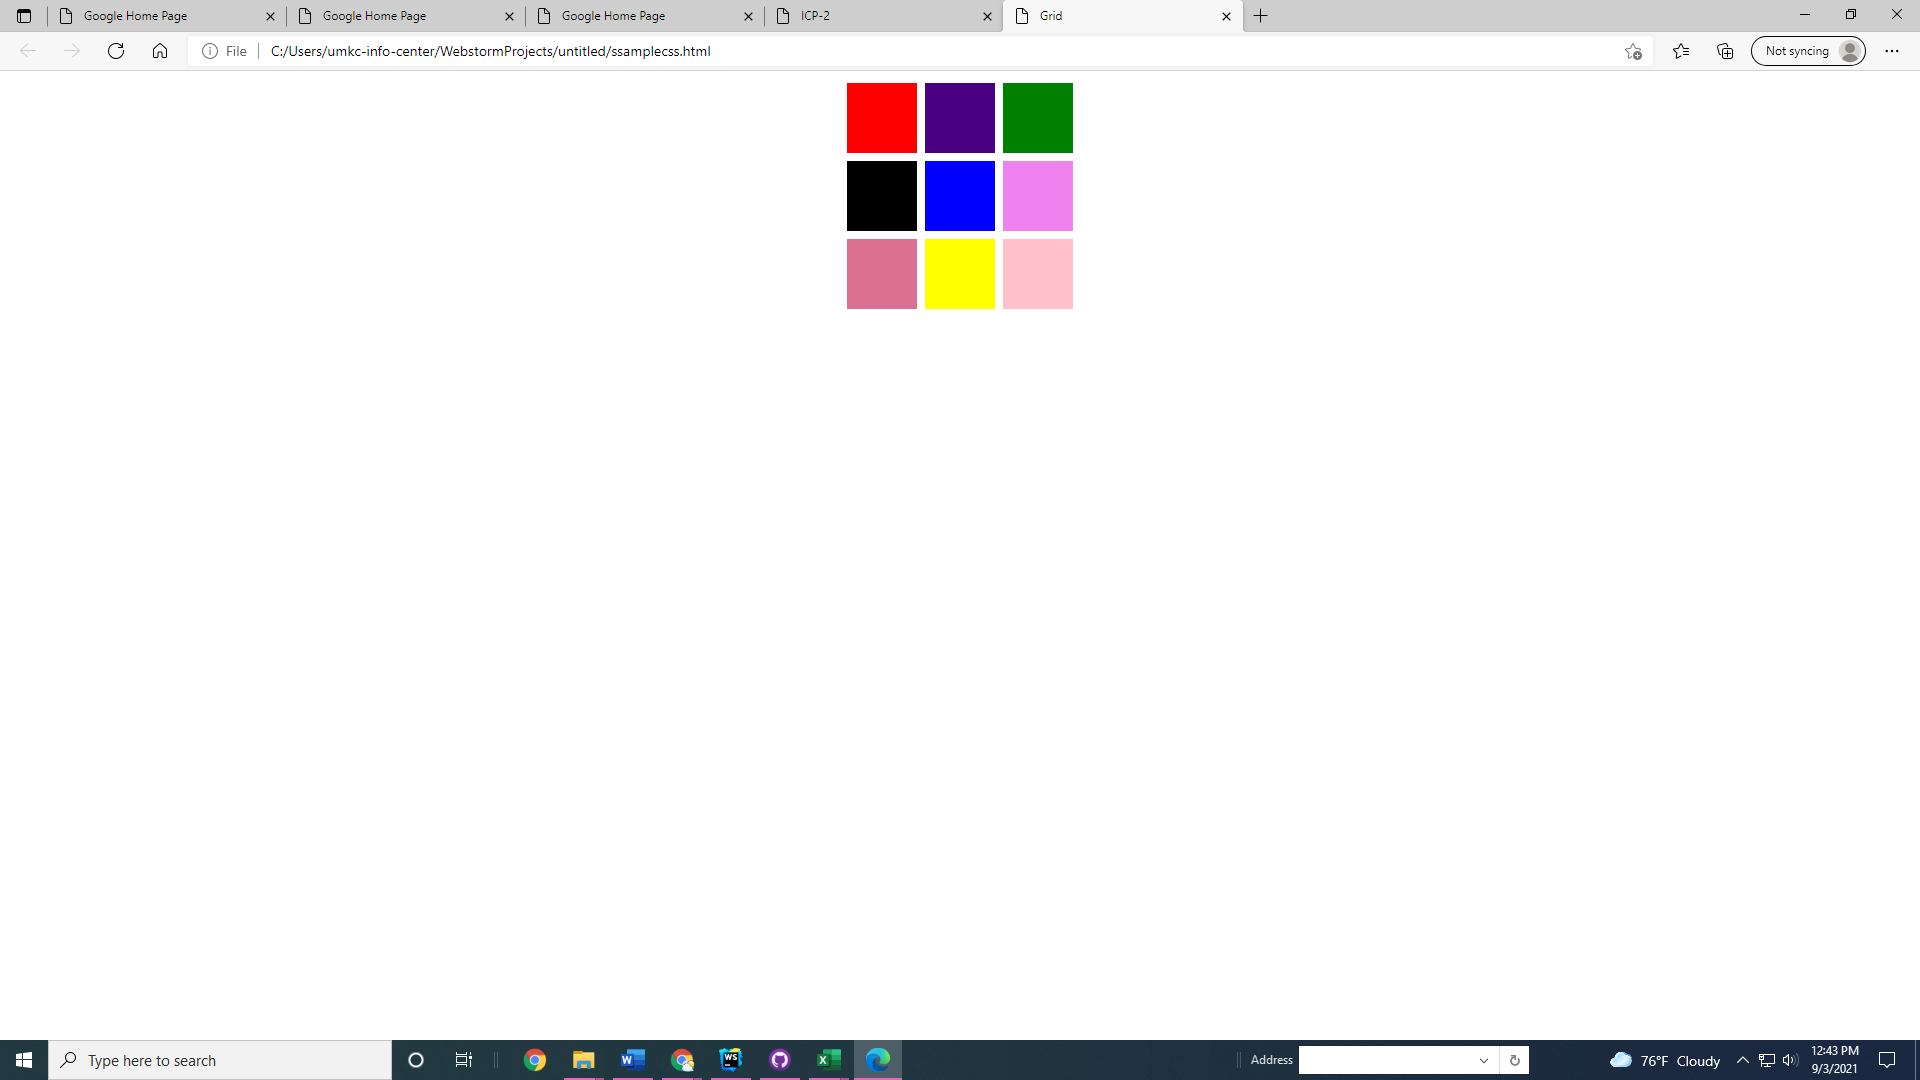 Google Home Page
Google Home Page
Google Home Page
ICP-2
Grid
File
C:/Users/umkc-info-center/WebstormProjects/untitled/ssamplecss.html
Not syncing
Type here to search
W
WS
X
Address
76°F Cloudy
12:43 PM
9/3/2021